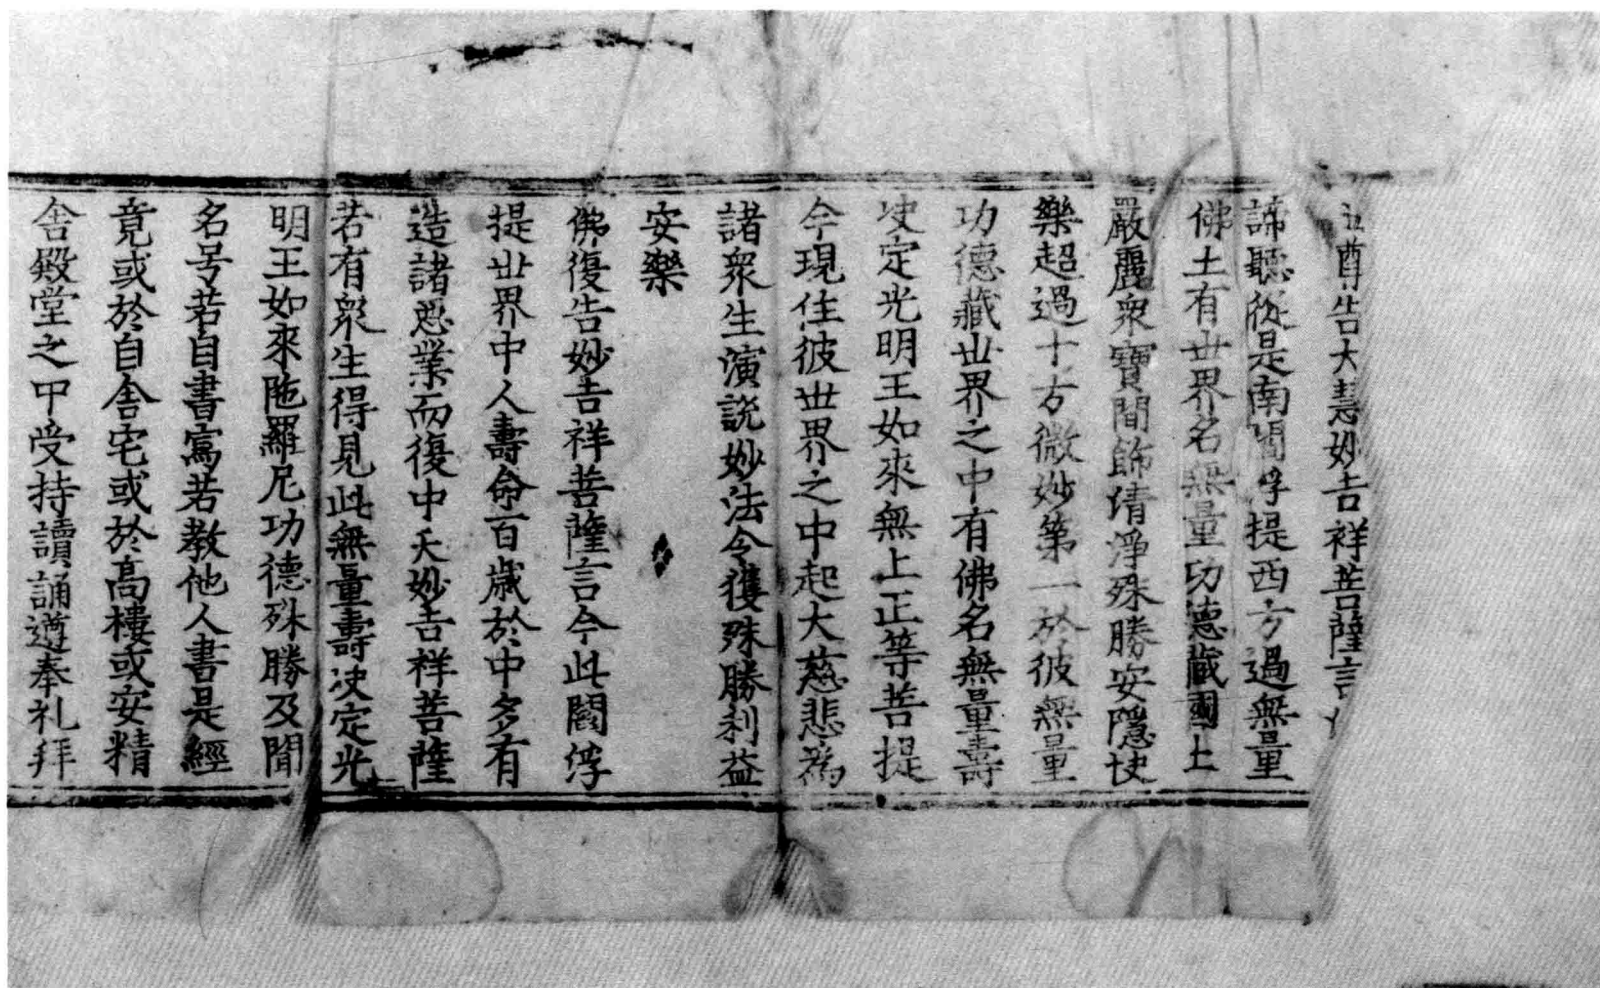 尊告大慧妙吉祥菩薩言
諦聽從是南閻浮提西方過無量
佛土有世界名無量功德藏國土
嚴麗衆寶間飾清淨殊勝安隱快
樂超過十方微妙第一於彼無量
功德藏世界之中有佛名無量壽
决定光明王如來無上正等菩提
今現住彼世界之中起大慈悲為
諸衆生演說妙法令獲殊勝利益
安樂
佛復告妙吉祥菩薩言今此閻浮
提世界中人壽命百歲於中多有
造諸惡業而復中夭妙吉祥菩薩
若有衆生得見此無量壽决定光
明王如來陁羅尼功德殊勝及聞
名号若自書寫若教他人書是經
竟或於自舍宅或於髙樓或安精
舍殿堂之中受持讀誦遵奉礼拜